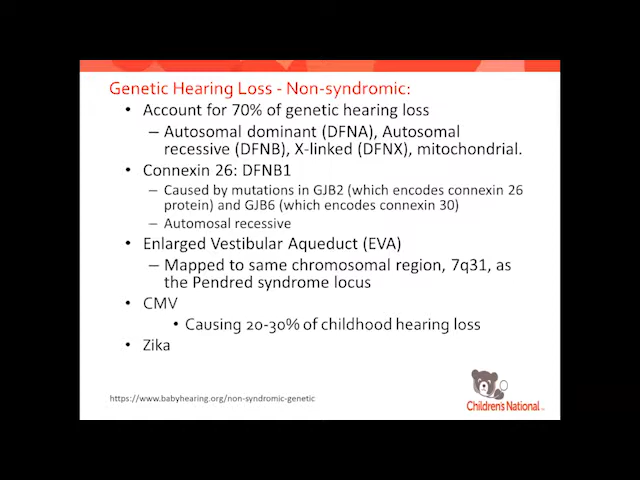 Genetic Hearing Loss - Non-syndromic:
• Account for 70% of genetic hearing loss
– Autosomal dominant (DFNA), Autosomal
recessive (DFNB), X-linked (DFNX), mitochondrial.
• Connexin 26: DFNB1
– Caused by mutations in GJB2 (which encodes connexin 26
protein) and GJB6 (which encodes connexin 30)
– Automosal recessive
• Enlarged Vestibular Aqueduct (EVA)
– Mapped to same chromosomal region, 7q31, as
the Pendred syndrome locus
• CMV
• Causing 20-30% of childhood hearing loss
• Zika
https://www.babyhearing.org/non-syndromic-genetic
Children's National